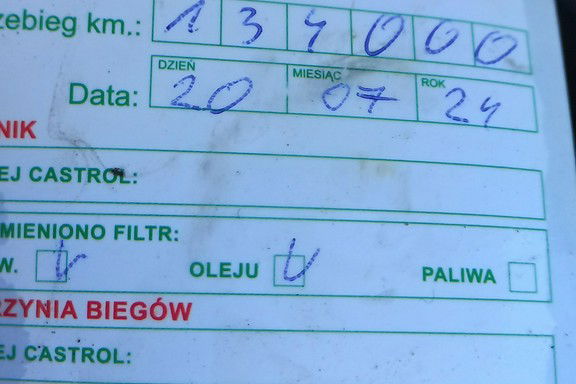 zebieg km.: 134000
DZIEŃ MIESIĄC ROK
Data: 20 07 24
NIK
EJ CASTROL:
MIENIONO FILTR:
W. V OLEJU V PALIWA
RZYNIA BIEGÓW
EJ CASTROL: